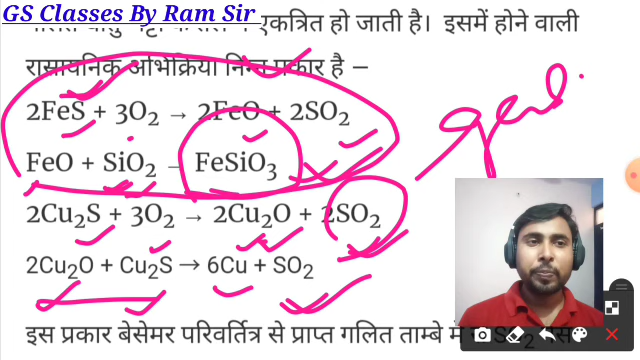 GS Classes By Ram Sir
एकत्रित हो जाती है। इसमें होने वाली
रासायनिक अभिक्रिया निम्न प्रकार है –
2FeS + 3O₂ → 2FeO + 2SO₂
FeO + SiO₂ → FeSiO₃
2Cu₂S + 3O₂ → 2Cu₂O + 2SO₂
2Cu₂O + Cu₂S → 6Cu + SO₂
इस प्रकार बेसेमर परिवर्तित्र से प्राप्त गलित ताम्बे में